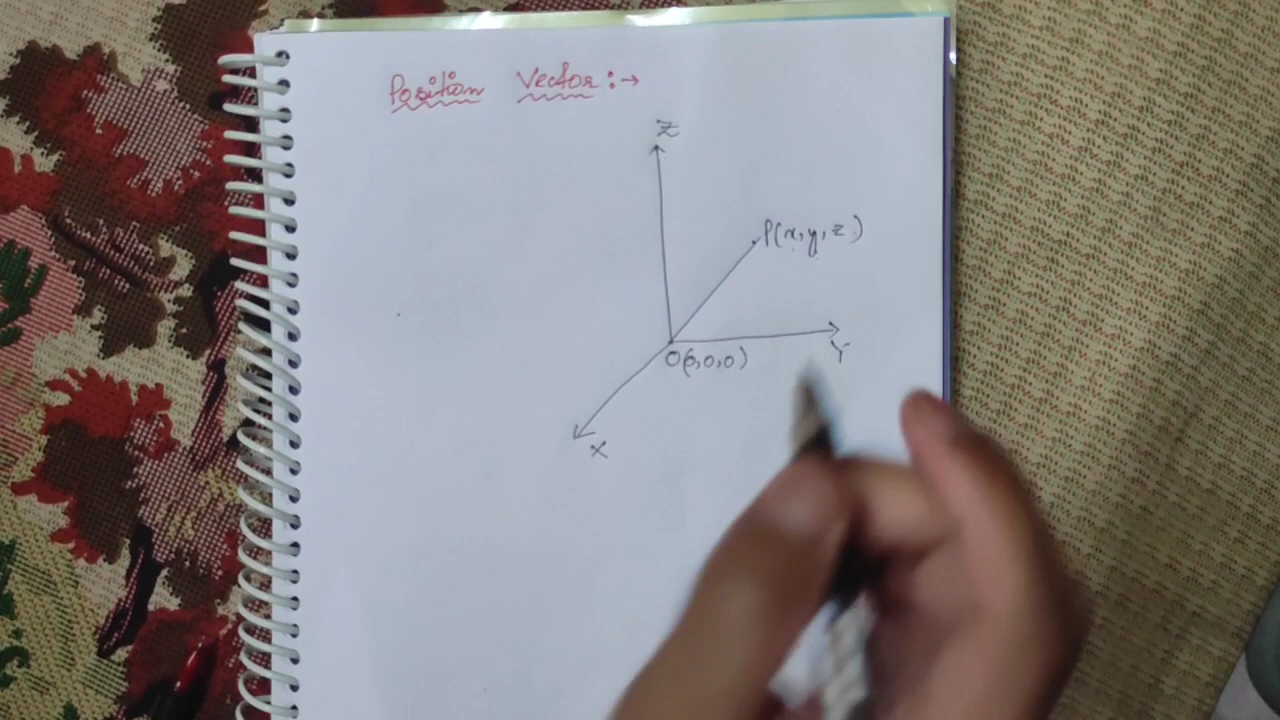 Position Vector :→
Z
P(x, y, z)
Y
O(0,0,0)
X